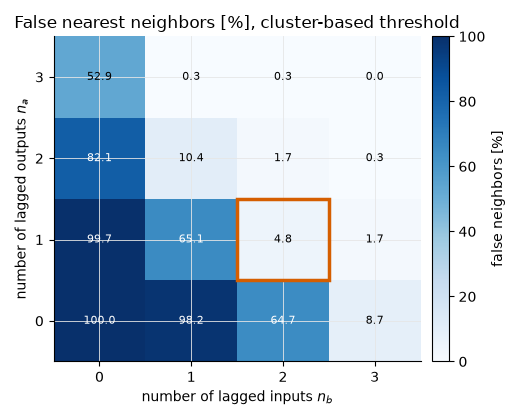 False nearest neighbors [%], cluster-based threshold
number of lagged outputs nₐ
3
52.9 0.3 0.3 0.0
2
82.1 10.4 1.7 0.3
1
99.7 65.1 4.8 1.7
0
100.0 98.2 64.7 8.7
0 1 2 3
number of lagged inputs n_b
100
80
60
40
20
0
false neighbors [%]